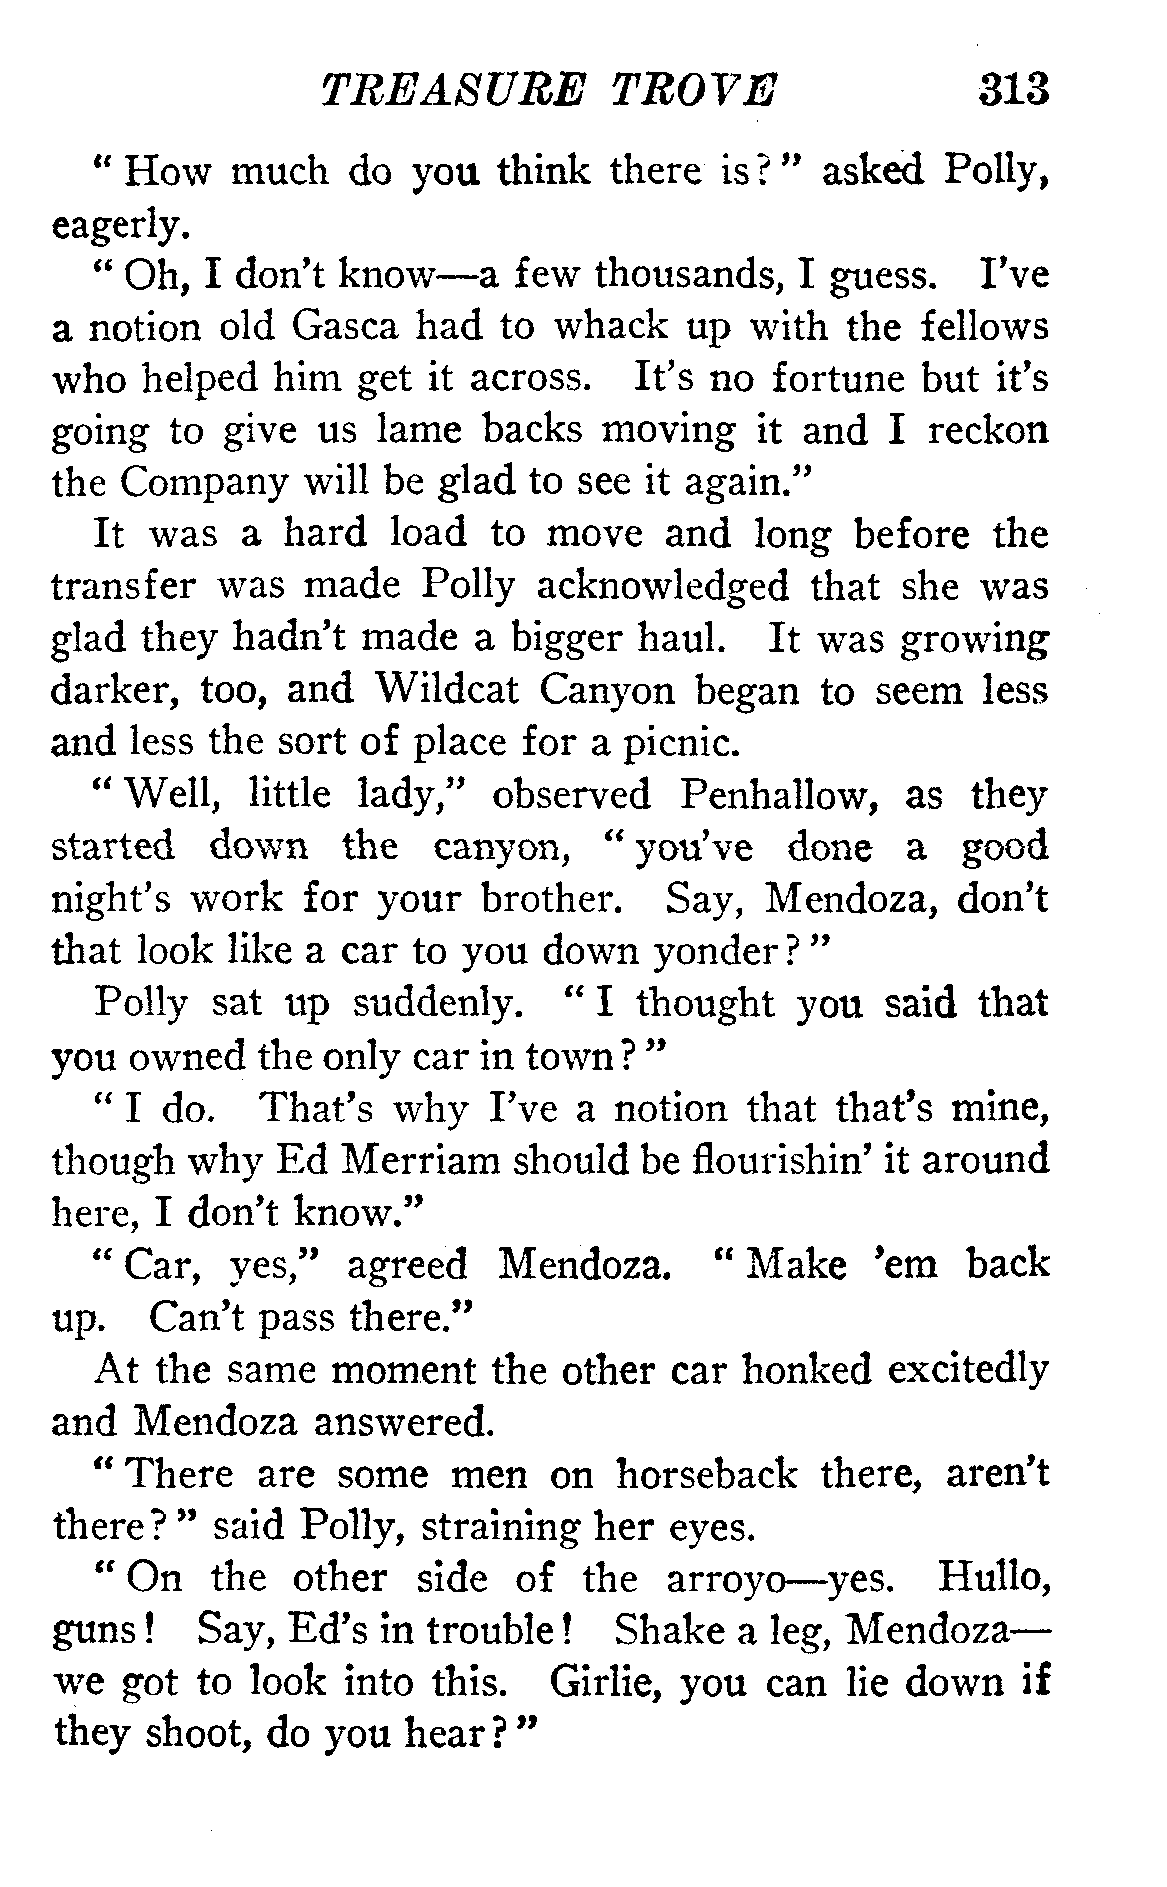 TREASURE TROVE 313
" How much do you think there is? " asked Polly,
eagerly.
" Oh, I don't know—a few thousands, I guess. I've
a notion old Gasca had to whack up with the fellows
who helped him get it across. It's no fortune but it's
going to give us lame backs moving it and I reckon
the Company will be glad to see it again."
It was a hard load to move and long before the
transfer was made Polly acknowledged that she was
glad they hadn't made a bigger haul. It was growing
darker, too, and Wildcat Canyon began to seem less
and less the sort of place for a picnic.
" Well, little lady," observed Penhallow, as they
started down the canyon, " you've done a good
night's work for your brother. Say, Mendoza, don't
that look like a car to you down yonder? "
Polly sat up suddenly. " I thought you said that
you owned the only car in town? "
" I do. That's why I've a notion that that's mine,
though why Ed Merriam should be flourishin' it around
here, I don't know."
" Car, yes," agreed Mendoza. " Make 'em back
up. Can't pass there."
At the same moment the other car honked excitedly
and Mendoza answered.
" There are some men on horseback there, aren't
there? " said Polly, straining her eyes.
" On the other side of the arroyo—yes. Hullo,
guns! Say, Ed's in trouble! Shake a leg, Mendoza—
we got to look into this. Girlie, you can lie down if
they shoot, do you hear? "